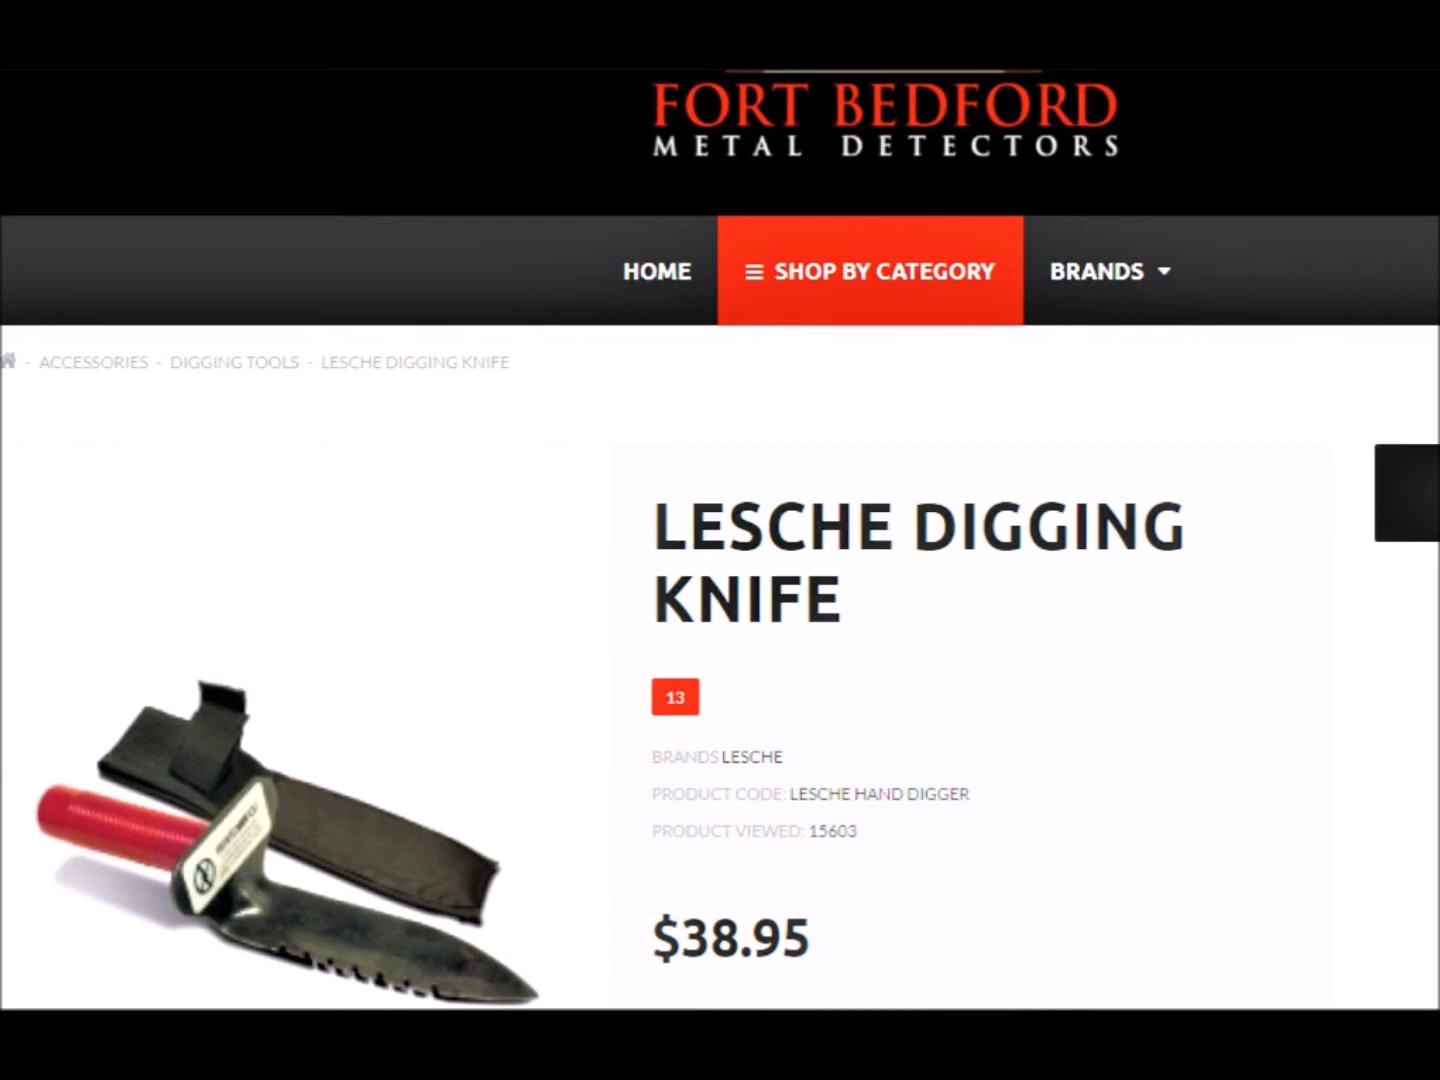 FORT BEDFORD
METAL DETECTORS
HOME
SHOP BY CATEGORY
BRANDS
- ACCESSORIES - DIGGING TOOLS - LESCHE DIGGING KNIFE
LESCHE DIGGING
KNIFE
13
BRANDS LESCHE
PRODUCT CODE: LESCHE HAND DIGGER
PRODUCT VIEWED: 15603
$38.95